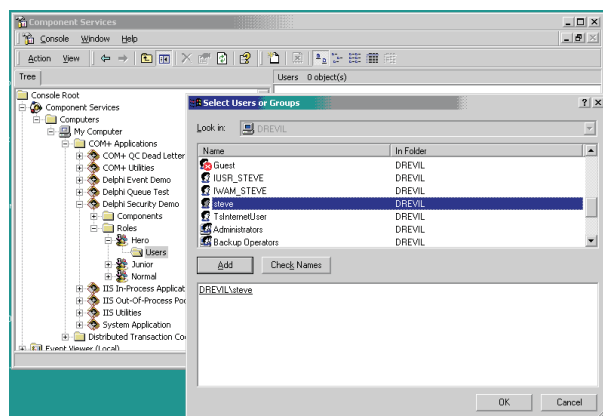 Component Services
Console Window Help
Action View
Tree
Users 0 object(s)
Console Root
Component Services
Computers
My Computer
COM+ Applications
COM+ QC Dead Letter
COM+ Utilities
Delphi Event Demo
Delphi Queue Test
Delphi Security Demo
Components
Roles
Hero
Users
Junior
Normal
IIS In-Process Applicat
IIS Out-Of-Process Poo
IIS Utilities
System Application
Distributed Transaction Co
Event Viewer (Local)
Select Users or Groups
Look in: DREVIL
Name In Folder
Guest DREVIL
IUSR_STEVE DREVIL
IWAM_STEVE DREVIL
steve DREVIL
TsInternetUser DREVIL
Administrators DREVIL
Backup Operators DREVIL
Add Check Names
DREVIL\steve
OK Cancel